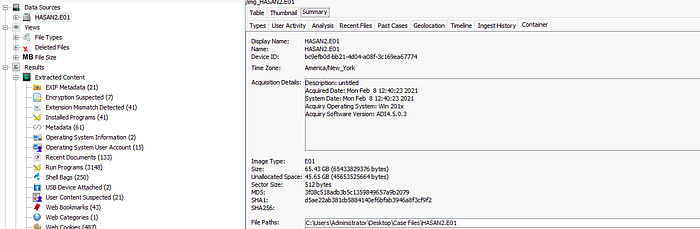 /img_HASAN2.E01
Table Thumbnail Summary
Types User Activity Analysis Recent Files Past Cases Geolocation Timeline Ingest History Container
Data Sources
HASAN2.E01
Views
File Types
Deleted Files
MB File Size
Results
Extracted Content
EXIF Metadata (21)
Encryption Suspected (7)
Extension Mismatch Detected (41)
Installed Programs (41)
Metadata (61)
Operating System Information (2)
Operating System User Account (15)
Recent Documents (133)
Run Programs (3148)
Shell Bags (250)
USB Device Attached (2)
User Content Suspected (21)
Web Bookmarks (43)
Web Categories (1)
Web Cookies (487)
Display Name: HASAN2.E01
Name: HASAN2.E01
Device ID: bc9efb0d-bb21-4d04-a08f-3c169ea67774
Time Zone: America/New_York
Acquisition Details: Description: untitled
Acquired Date: Mon Feb 8 12:40:23 2021
System Date: Mon Feb 8 12:40:23 2021
Acquiry Operating System: Win 201x
Acquiry Software Version: ADI4.5.0.3
Image Type: E01
Size: 65.43 GB (65433829376 bytes)
Unallocated Space: 45.65 GB (45653525664 bytes)
Sector Size: 512 bytes
MD5: 3f08c518adb3b5c1359849657a9b2079
SHA1: d5ae22ab381cb5884140ef6bfab3946a8f3cf9f2
SHA256:
File Paths: C:\Users\Administrator\Desktop\Case Files\HASAN2.E01